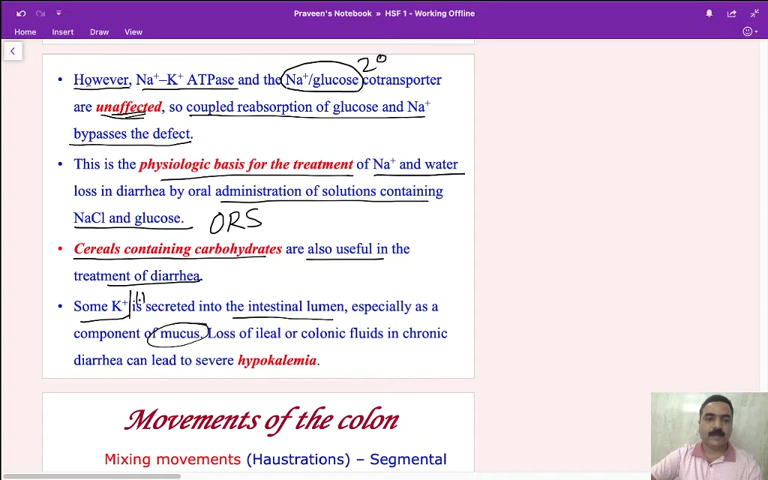 Praveen's Notebook » HSF 1 - Working Offline
Home Insert Draw View
2°
• However, Na⁺–K⁺ ATPase and the Na⁺/glucose cotransporter
are unaffected, so coupled reabsorption of glucose and Na⁺
bypasses the defect.
• This is the physiologic basis for the treatment of Na⁺ and water
loss in diarrhea by oral administration of solutions containing
NaCl and glucose. ORS
• Cereals containing carbohydrates are also useful in the
treatment of diarrhea.
• Some K⁺ is secreted into the intestinal lumen, especially as a
component of mucus. Loss of ileal or colonic fluids in chronic
diarrhea can lead to severe hypokalemia.
Movements of the colon
Mixing movements (Haustrations) – Segmental